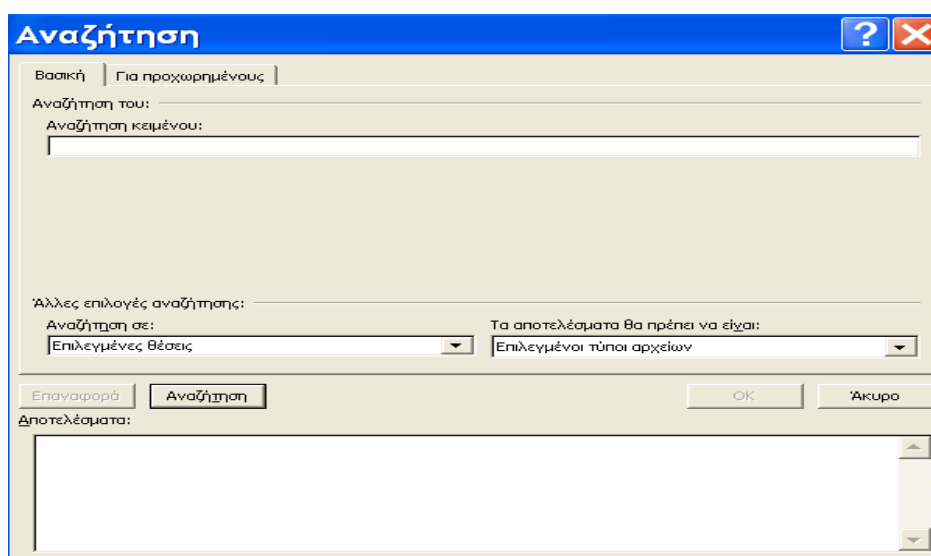 Αναζήτηση
Βασική Για προχωρημένους
Αναζήτηση του:
Αναζήτηση κειμένου:
Άλλες επιλογές αναζήτησης:
Αναζήτηση σε: Τα αποτελέσματα θα πρέπει να είναι:
Επιλεγμένες θέσεις Επιλεγμένοι τύποι αρχείων
Επαναφορά Αναζήτηση OK Άκυρο
Αποτελέσματα: